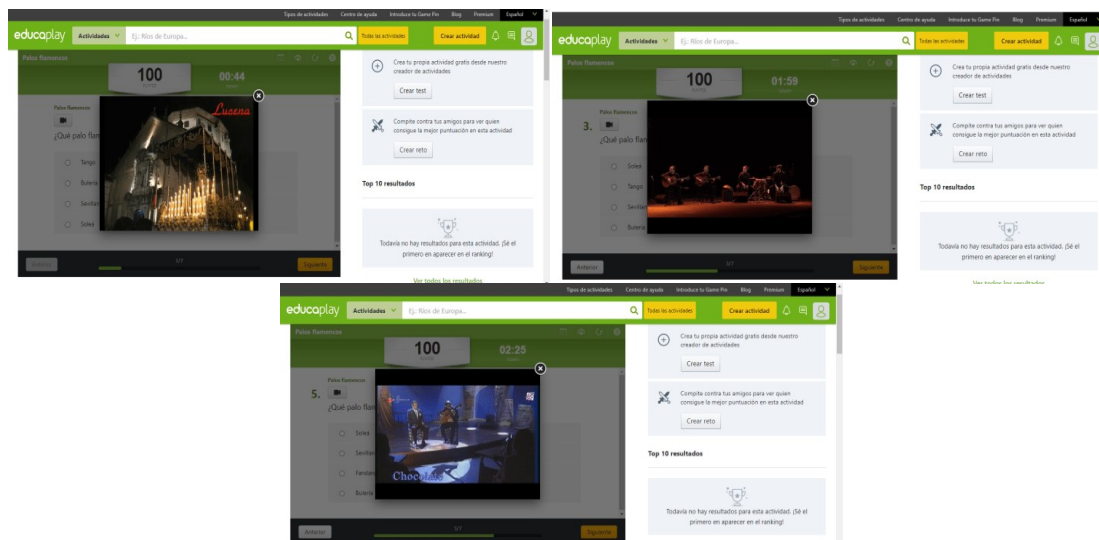 Tipos de actividades Centro de ayuda Introduce tu Game Pin Blog Premium Español
educaplay Actividades Ej.: Ríos de Europa... Todas las actividades Crear actividad
Palos flamencos
100 00:44
Palos flamencos
¿Qué palo flam
Tango
Bulería
Sevillan
Soleá
Lucena
Anterior Siguiente
Crea tu propia actividad gratis desde nuestro
creador de actividades
Crear test
Compite contra tus amigos para ver quien
consigue la mejor puntuación en esta actividad
Crear reto
Top 10 resultados
Todavía no hay resultados para esta actividad. ¡Sé el
primero en aparecer en el ranking!
Ver todos los resultados
Tipos de actividades Centro de ayuda Introduce tu Game Pin Blog Premium Español
educaplay Actividades Ej.: Ríos de Europa... Todas las actividades Crear actividad
Palos flamencos
100 01:59
Palos flamencos
3.
¿Qué palo flam
Soleá
Tango
Sevillan
Bulería
Anterior Siguiente
Crea tu propia actividad gratis desde nuestro
creador de actividades
Crear test
Compite contra tus amigos para ver quien
consigue la mejor puntuación en esta actividad
Crear reto
Top 10 resultados
Todavía no hay resultados para esta actividad. ¡Sé el
primero en aparecer en el ranking!
Ver todos los resultados
Tipos de actividades Centro de ayuda Introduce tu Game Pin Blog Premium Español
educaplay Actividades Ej.: Ríos de Europa... Todas las actividades Crear actividad
Palos flamencos
100 02:25
Palos flamencos
5.
¿Qué palo flam
Soleá
Sevillan
Fandan
Bulería
Chocolate
Anterior 5/7 Siguiente
Crea tu propia actividad gratis desde nuestro
creador de actividades
Crear test
Compite contra tus amigos para ver quien
consigue la mejor puntuación en esta actividad
Crear reto
Top 10 resultados
Todavía no hay resultados para esta actividad. ¡Sé el
primero en aparecer en el ranking!